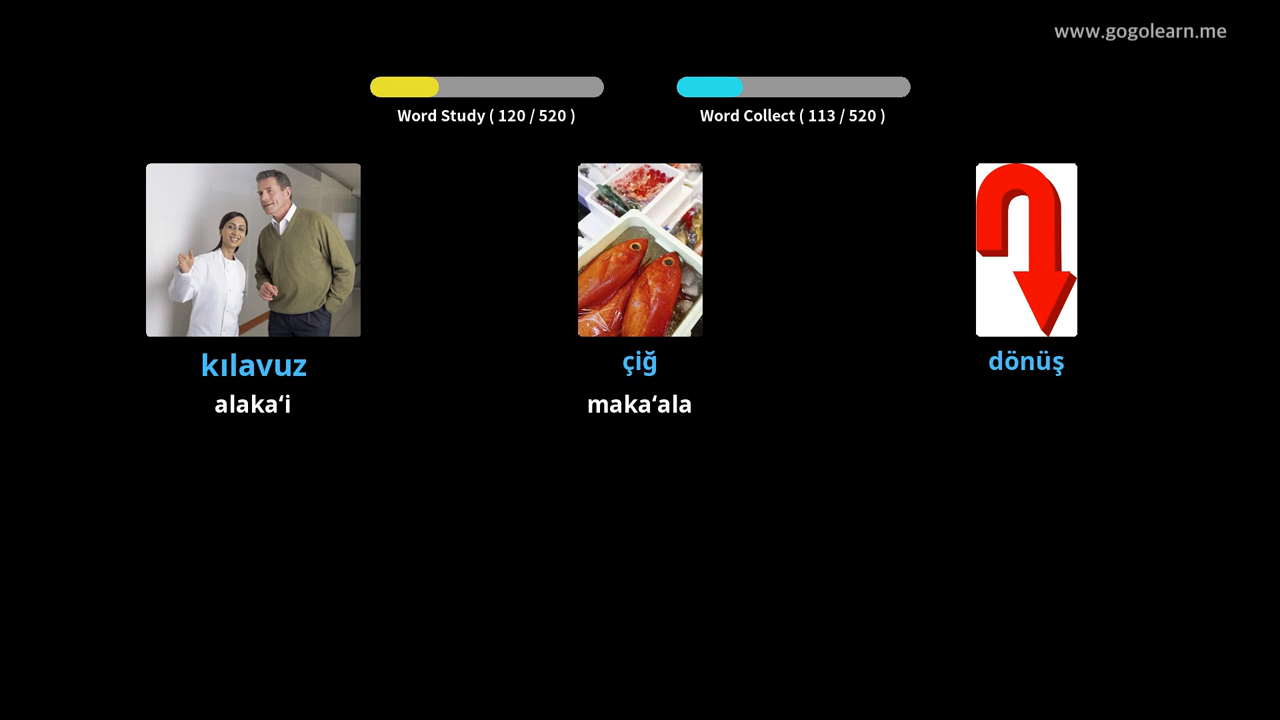 www.gogolearn.me
Word Study ( 120 / 520 )
Word Collect ( 113 / 520 )
kılavuz
alakaʻi
çiğ
makaʻala
dönüş